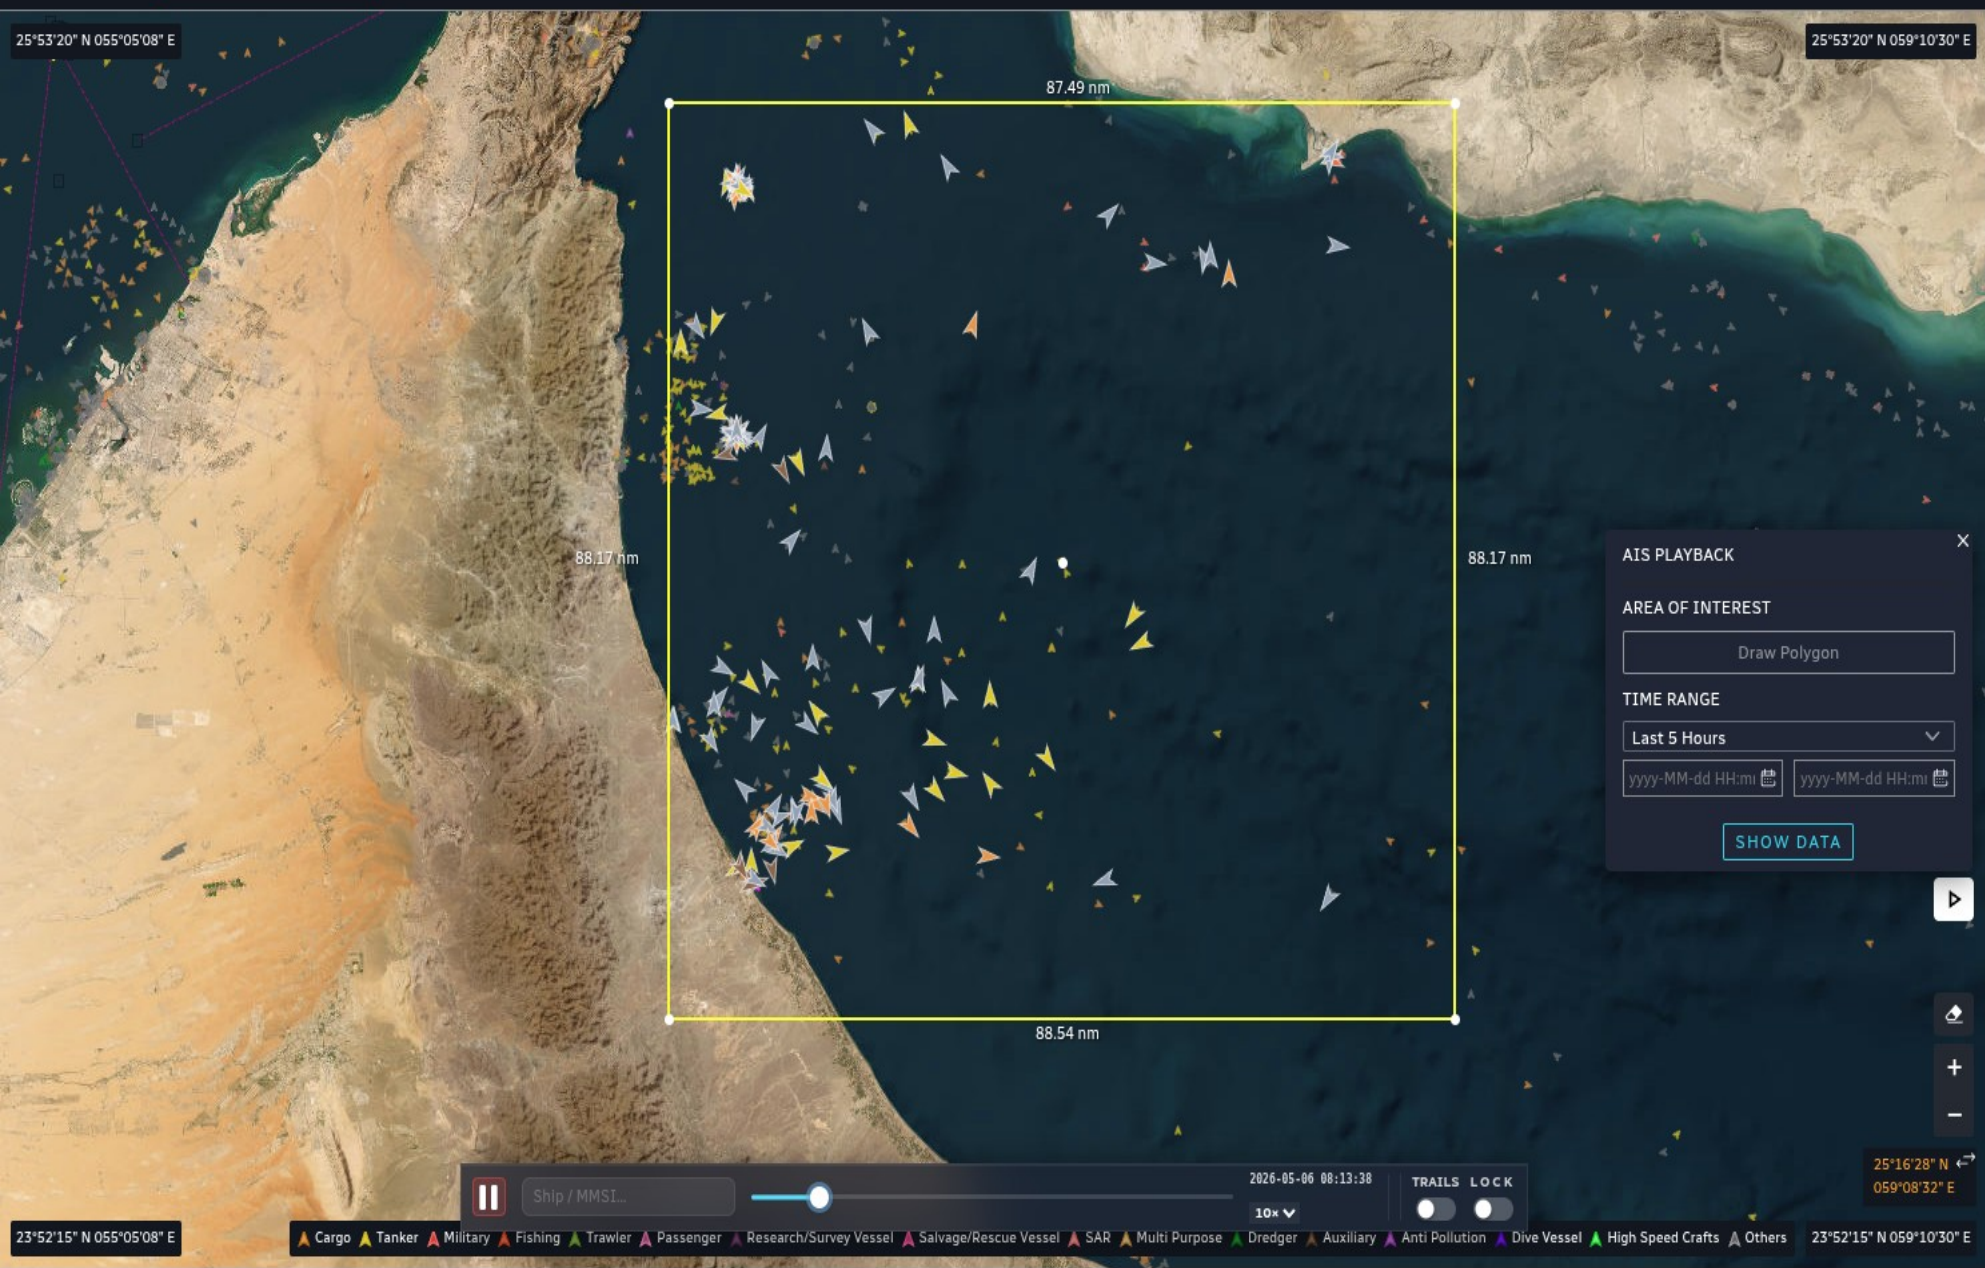 25°53'20" N 055°05'08" E
25°53'20" N 059°10'30" E
87.49 nm
88.17 nm
88.17 nm
88.54 nm
AIS PLAYBACK
X
AREA OF INTEREST
Draw Polygon
TIME RANGE
Last 5 Hours
yyyy-MM-dd HH:mm yyyy-MM-dd HH:mm
SHOW DATA
+
−
25°16'28" N
059°08'32" E
Ship / MMSI...
2026-05-06 08:13:38
10×
TRAILS LOCK
23°52'15" N 055°05'08" E
Cargo Tanker Military Fishing Trawler Passenger Research/Survey Vessel Salvage/Rescue Vessel SAR Multi Purpose Dredger Auxiliary Anti Pollution Dive Vessel High Speed Crafts Others
23°52'15" N 059°10'30" E